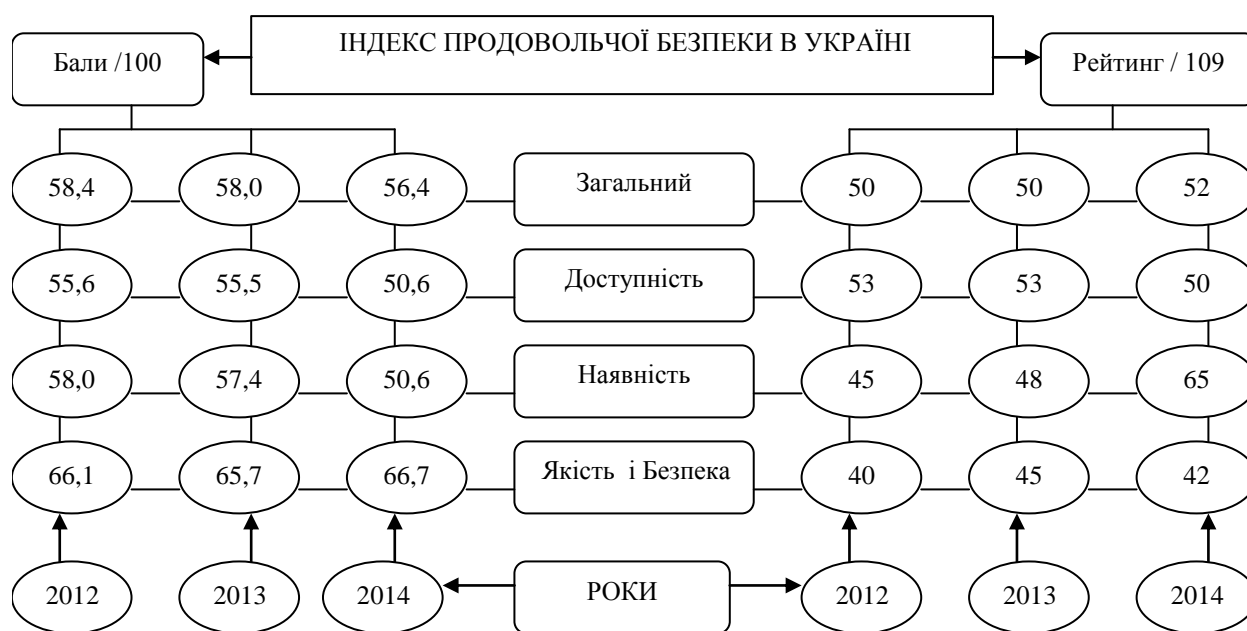 ІНДЕКС ПРОДОВОЛЬЧОЇ БЕЗПЕКИ В УКРАЇНІ
Бали /100
Рейтинг / 109
58,4 58,0 56,4 Загальний 50 50 52
55,6 55,5 50,6 Доступність 53 53 50
58,0 57,4 50,6 Наявність 45 48 65
66,1 65,7 66,7 Якість і Безпека 40 45 42
2012 2013 2014 РОКИ 2012 2013 2014